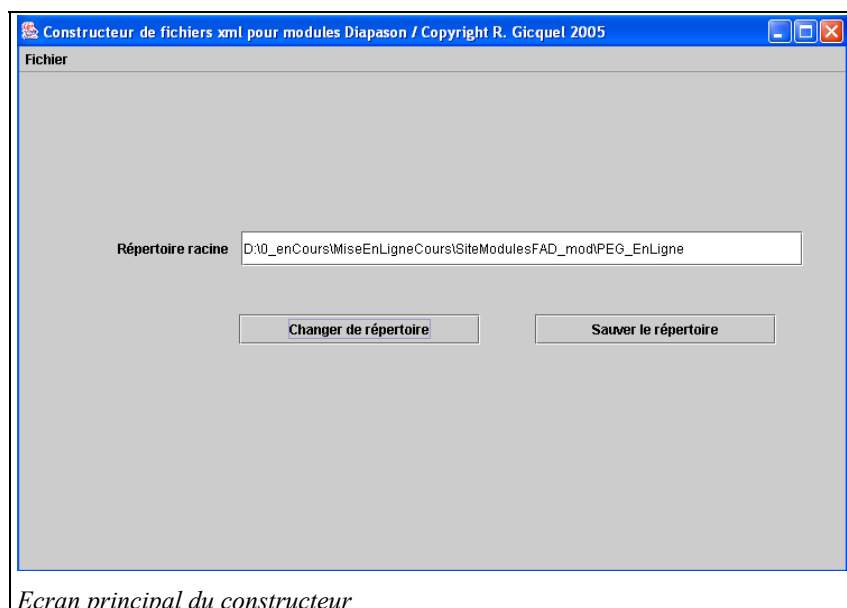 Constructeur de fichiers xml pour modules Diapason / Copyright R. Gicquel 2005
Fichier
Répertoire racine D:\0_enCours\MiseEnLigneCours\SiteModulesFAD_mod\PEG_EnLigne
Changer de répertoire Sauver le répertoire
Ecran principal du constructeur